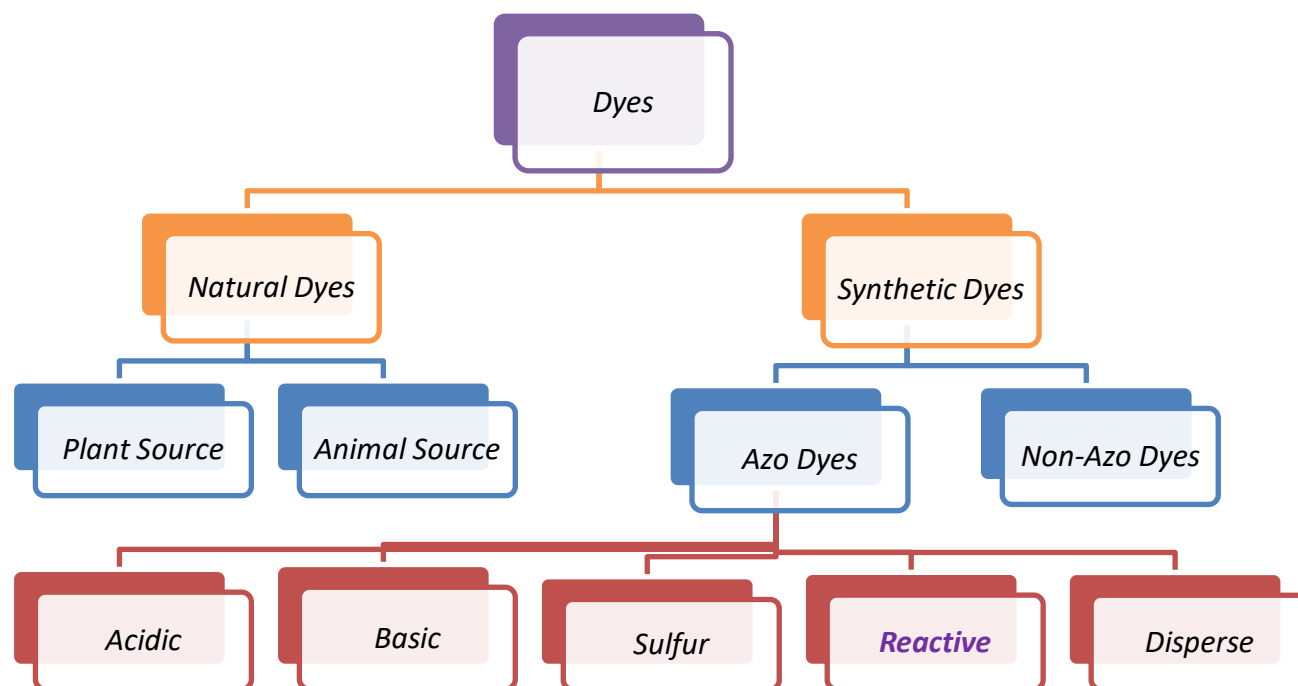 Dyes
Natural Dyes
Synthetic Dyes
Plant Source
Animal Source
Azo Dyes
Non-Azo Dyes
Acidic
Basic
Sulfur
Reactive
Disperse